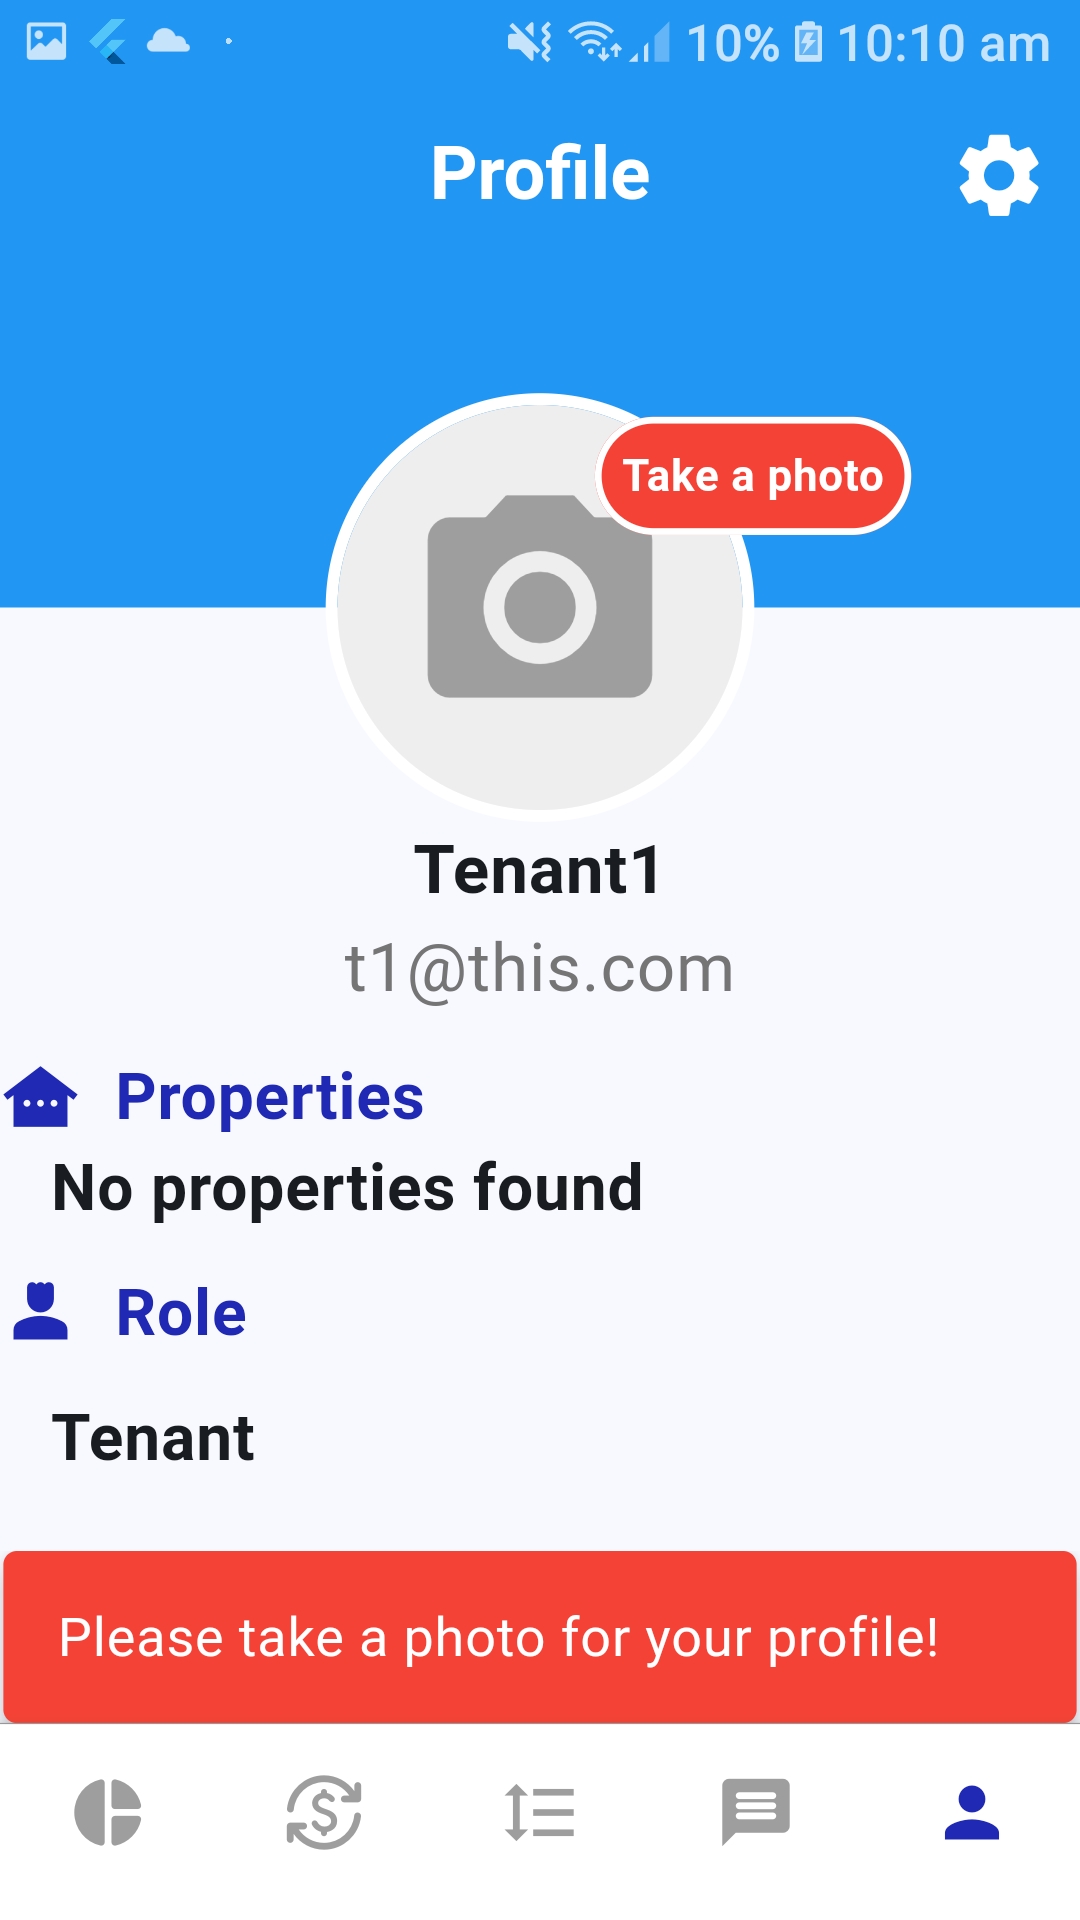 10% 10:10 am
Profile
Take a photo
Tenant1
t1@this.com
Properties
No properties found
Role
Tenant
Please take a photo for your profile!